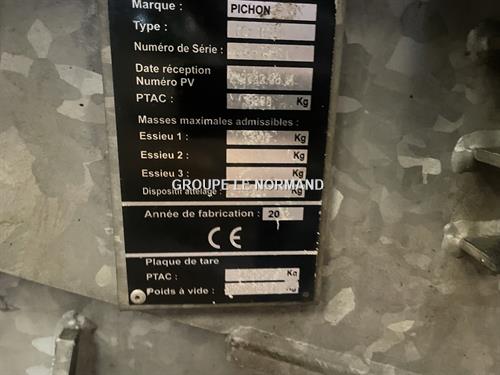 Marque : PICHON
Type :
Numéro de Série :
Date réception
Numéro PV
PTAC : Kg
Masses maximales admissibles :
Essieu 1 : Kg
Essieu 2 : Kg
Essieu 3 : Kg
Dispositif attelage : Kg
GROUPE LE NORMAND
Année de fabrication : 20
CE
Plaque de tare
PTAC : Kg
Poids à vide : Kg